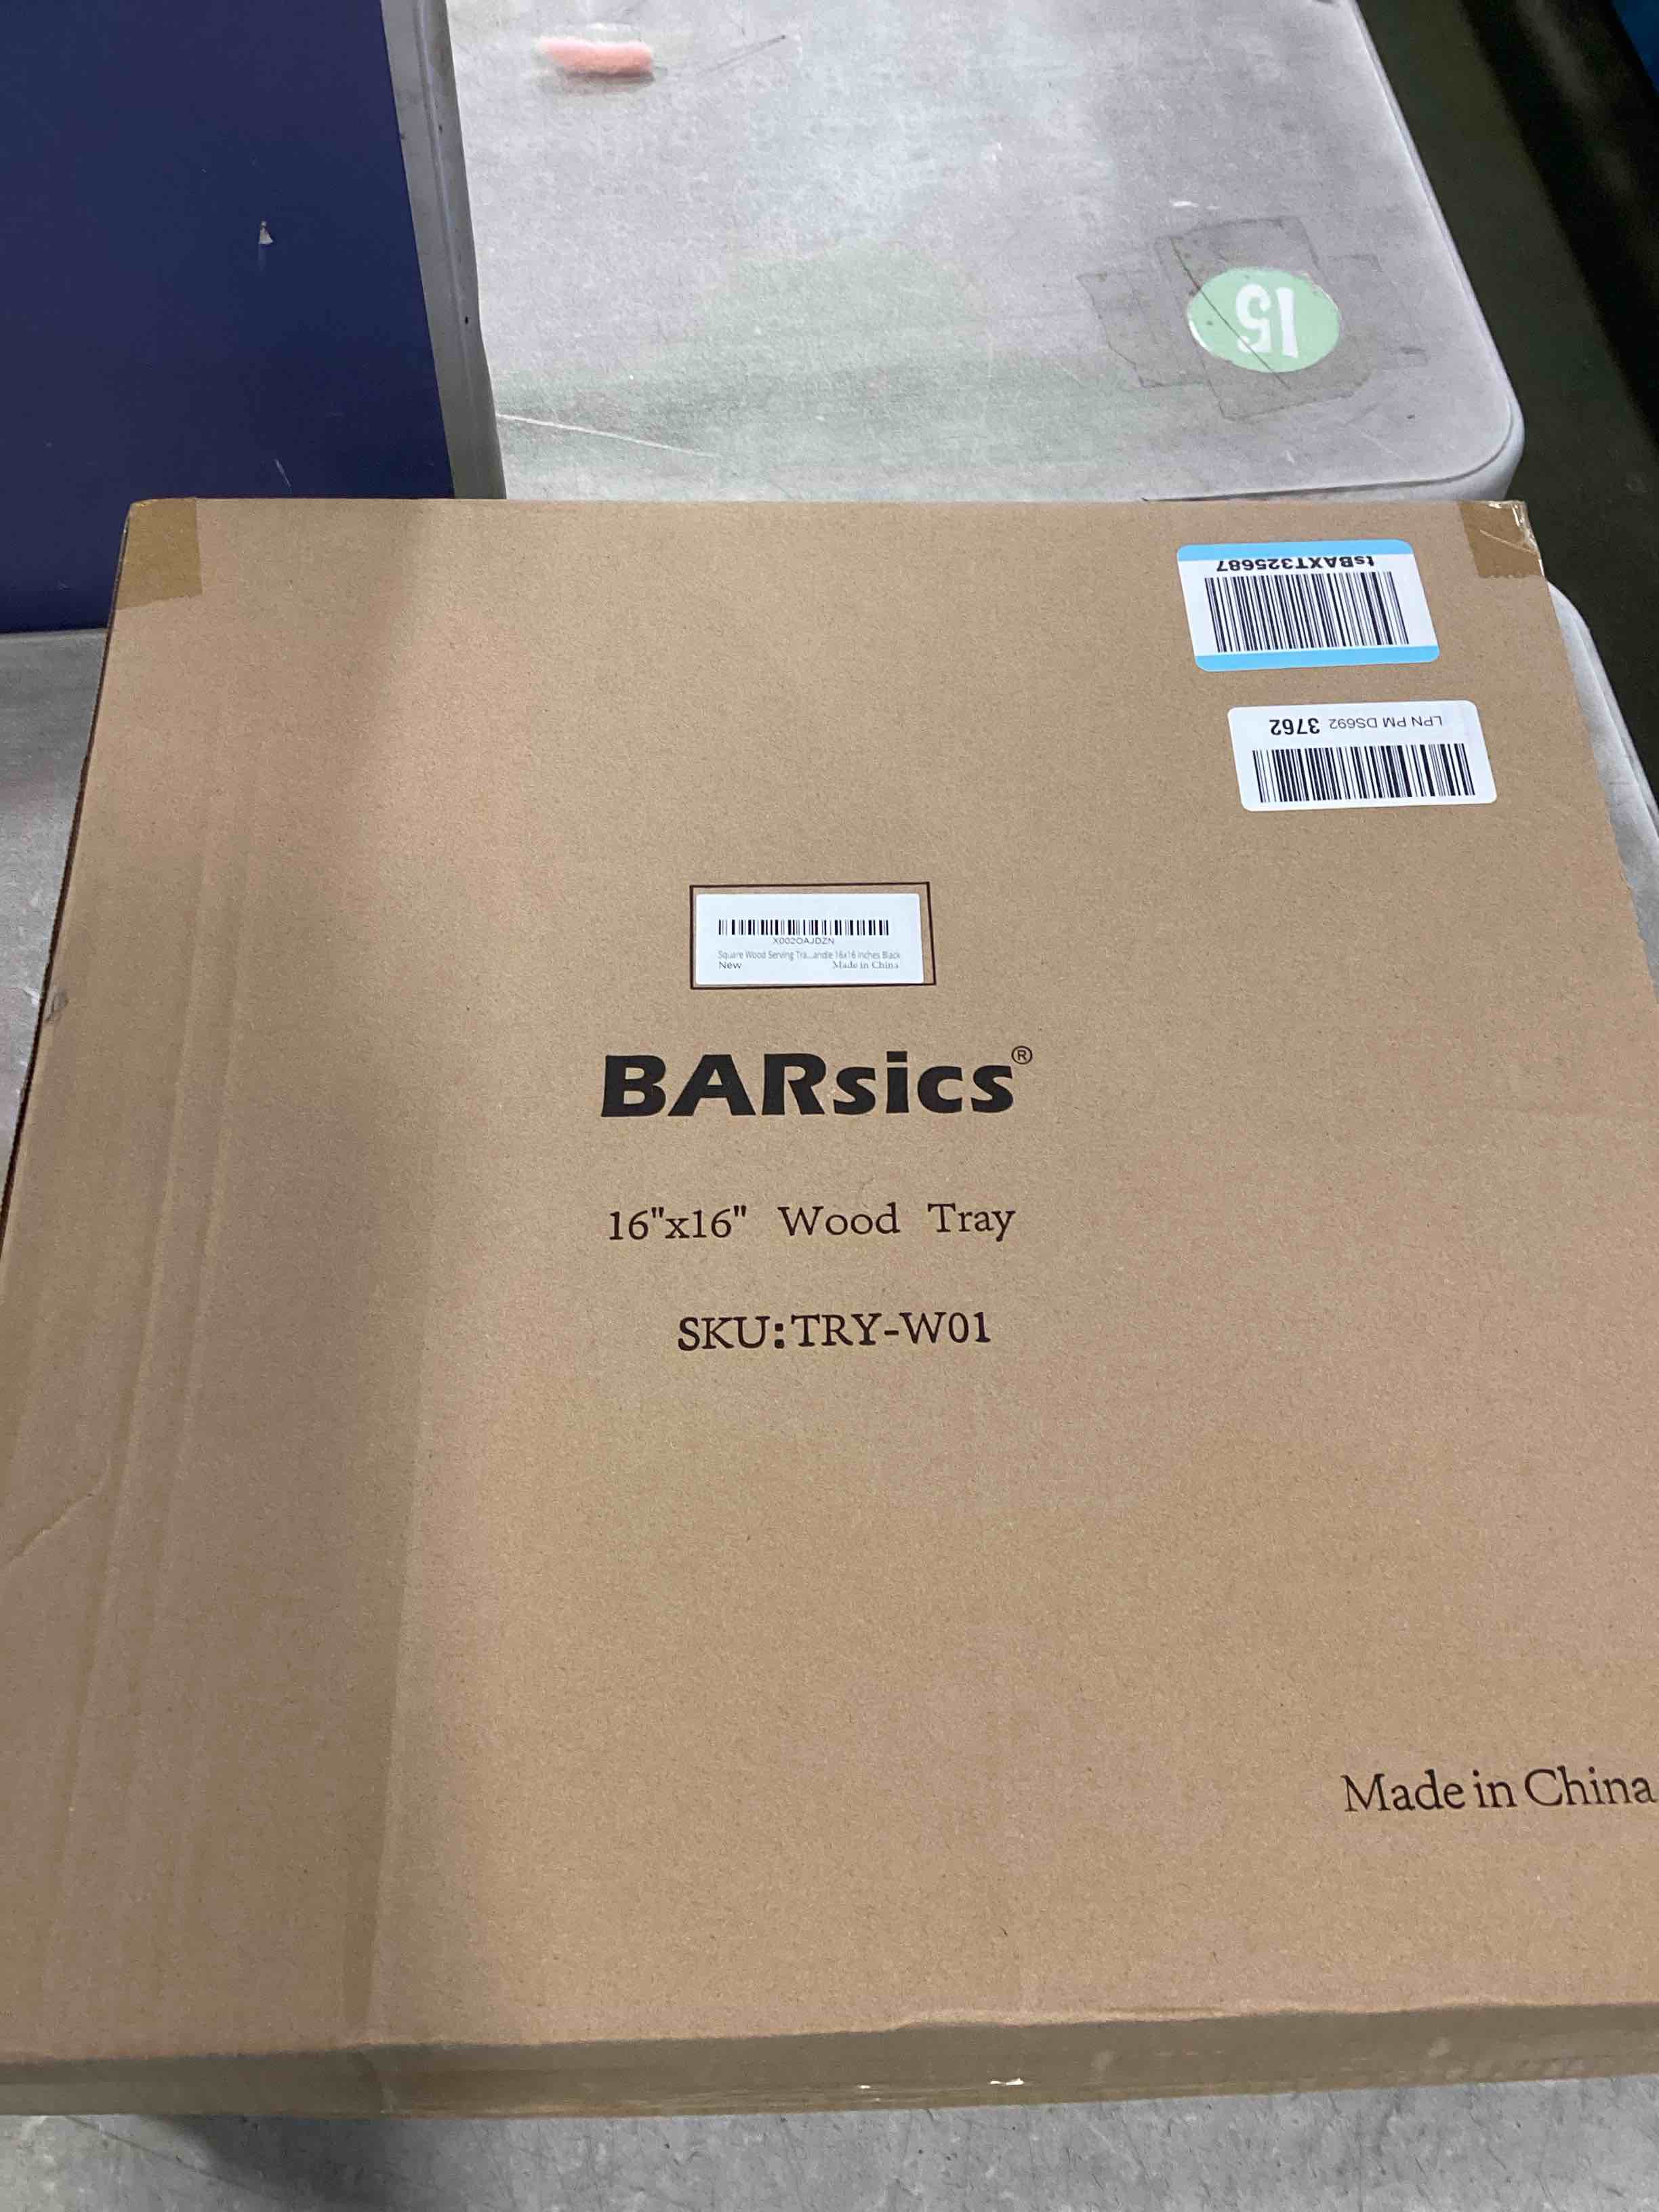 15
tsBAXT325687
LPN PM DS692 3762
X002OAJDZN
Square Wood Serving Tra...andle 16x16 Inches Black
New
Made in China
BARsics®
16"x16" Wood Tray
SKU:TRY-W01
Made in China